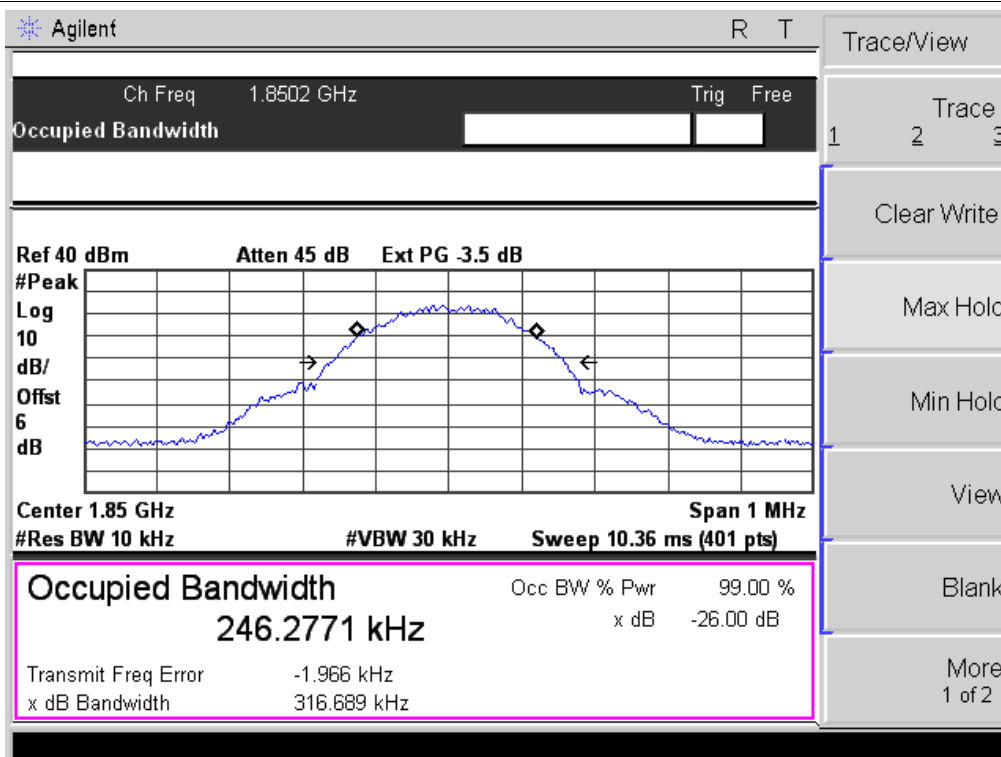 Agilent R T
Trace/View
Ch Freq 1.8502 GHz Trig Free
Occupied Bandwidth
Trace
1 2 3
Clear Write
Ref 40 dBm Atten 45 dB Ext PG -3.5 dB
#Peak
Log
10
dB/
Offst
6
dB
Max Hold
Min Hold
View
Center 1.85 GHz Span 1 MHz
#Res BW 10 kHz #VBW 30 kHz Sweep 10.36 ms (401 pts)
Occupied Bandwidth Occ BW % Pwr 99.00 %
246.2771 kHz x dB -26.00 dB
Transmit Freq Error -1.966 kHz
x dB Bandwidth 316.689 kHz
Blank
More
1 of 2